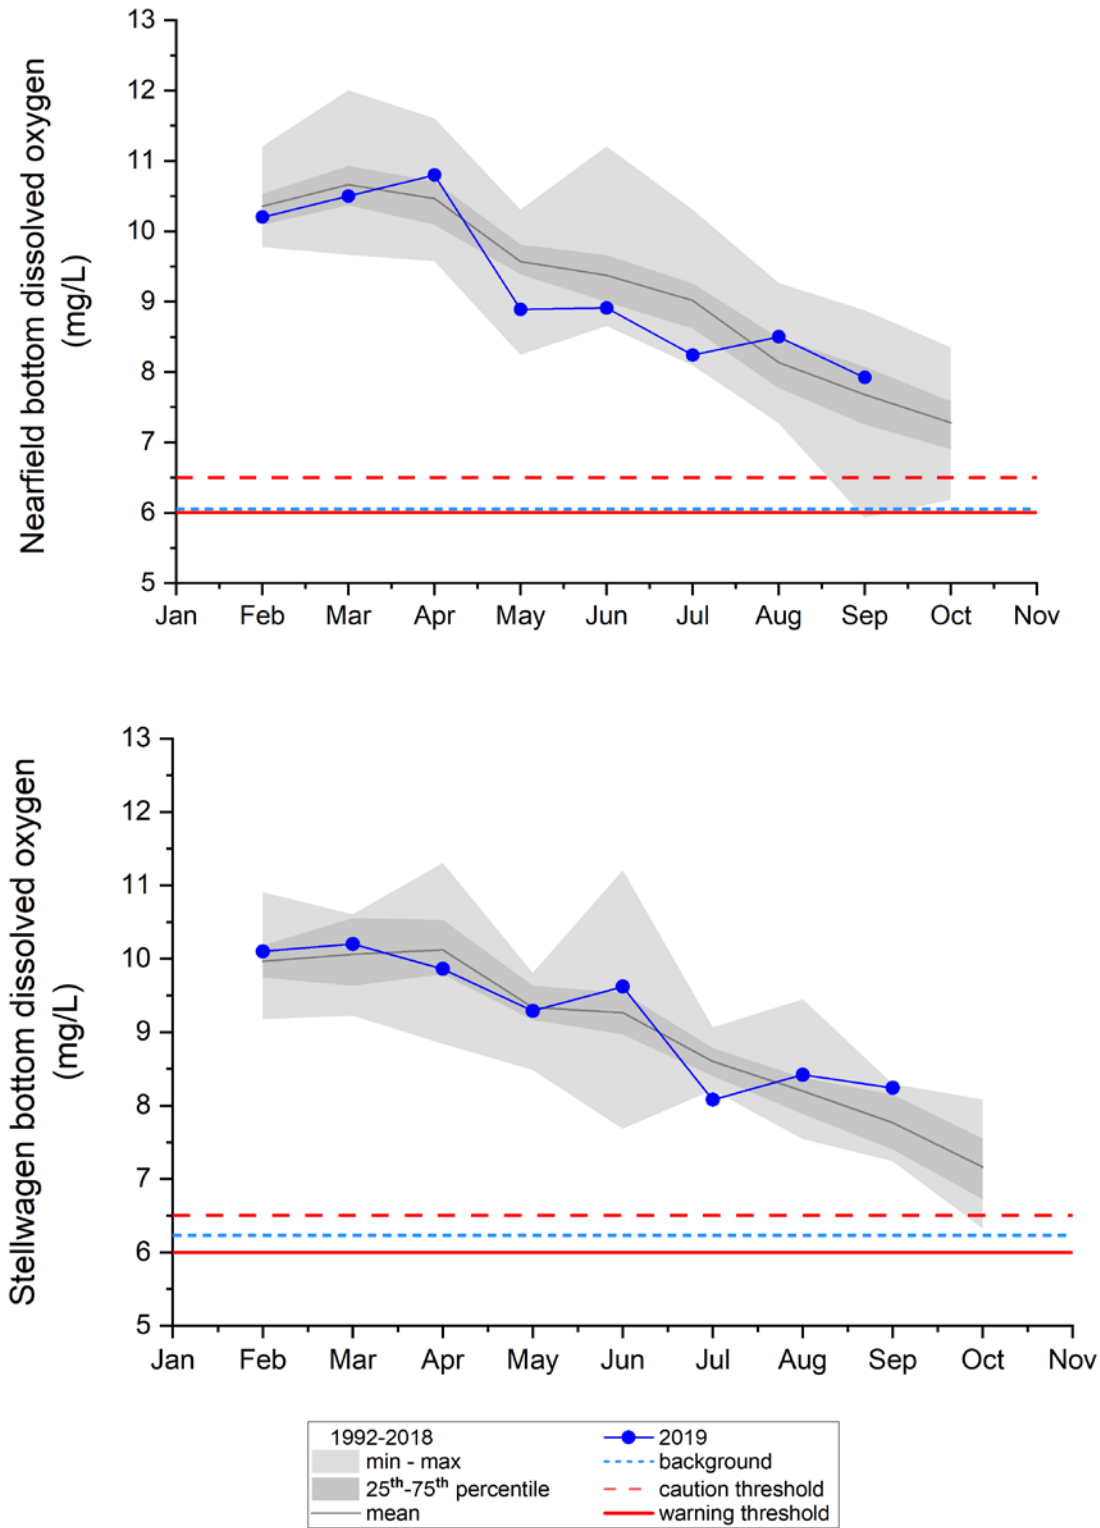 Nearfield bottom dissolved oxygen
(mg/L)
13
12
11
10
9
8
7
6
5
Jan Feb Mar Apr May Jun Jul Aug Sep Oct Nov
Stellwagen bottom dissolved oxygen
(mg/L)
13
12
11
10
9
8
7
6
5
Jan Feb Mar Apr May Jun Jul Aug Sep Oct Nov
1992-2018 2019
min - max background
25th-75th percentile caution threshold
mean warning threshold